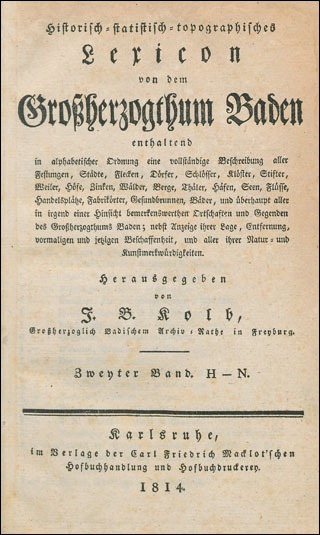 Historisch-statistisch-topographisches
Lexicon
von dem
Großherzogthum Baden
enthaltend
in alphabetischer Ordnung eine vollständige Beschreibung aller
Festungen, Städte, Flecken, Dörfer, Schlösser, Klöster, Stifter,
Weiler, Höfe, Zinken, Wälder, Berge, Thäler, Häfen, Seen, Flüsse,
Handelsplätze, Fabrikörter, Gesundbrunnen, Bäder, und überhaupt aller
in irgend einer Hinsicht bemerkenswerthen Ortschaften und Gegenden
des Großherzogthums Baden; nebst Anzeige ihrer Lage, Entfernung,
vormaligen und jetzigen Beschaffenheit, und aller ihrer Natur- und
Kunstmerkwürdigkeiten.
Herausgegeben
von
J. B. Kolb,
Großherzoglich Badischem Archiv-Rathe in Freyburg.
Zweyter Band. H — N.
Karlsruhe,
im Verlage der Carl Friedrich Macklot'schen
Hofbuchhandlung und Hofbuchdruckerey.
1814.